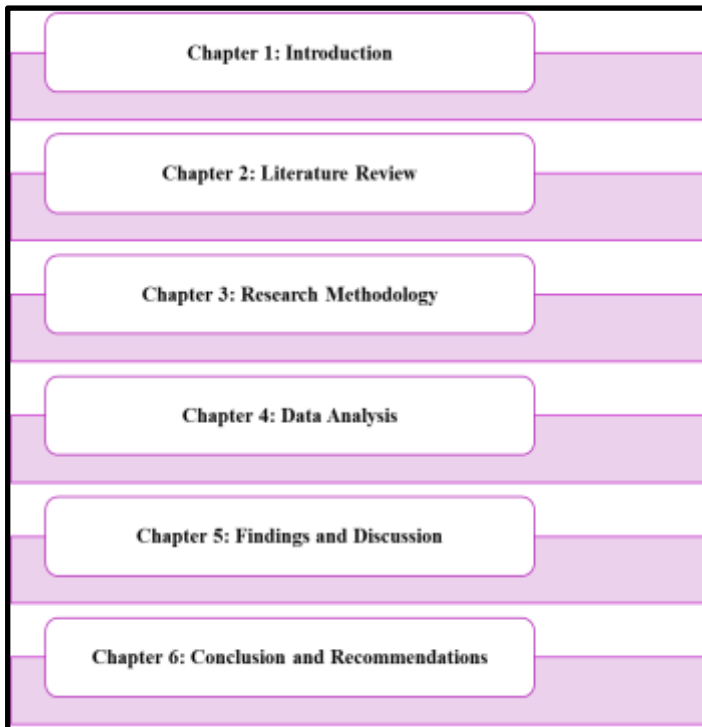 Chapter 1: Introduction
Chapter 2: Literature Review
Chapter 3: Research Methodology
Chapter 4: Data Analysis
Chapter 5: Findings and Discussion
Chapter 6: Conclusion and Recommendations